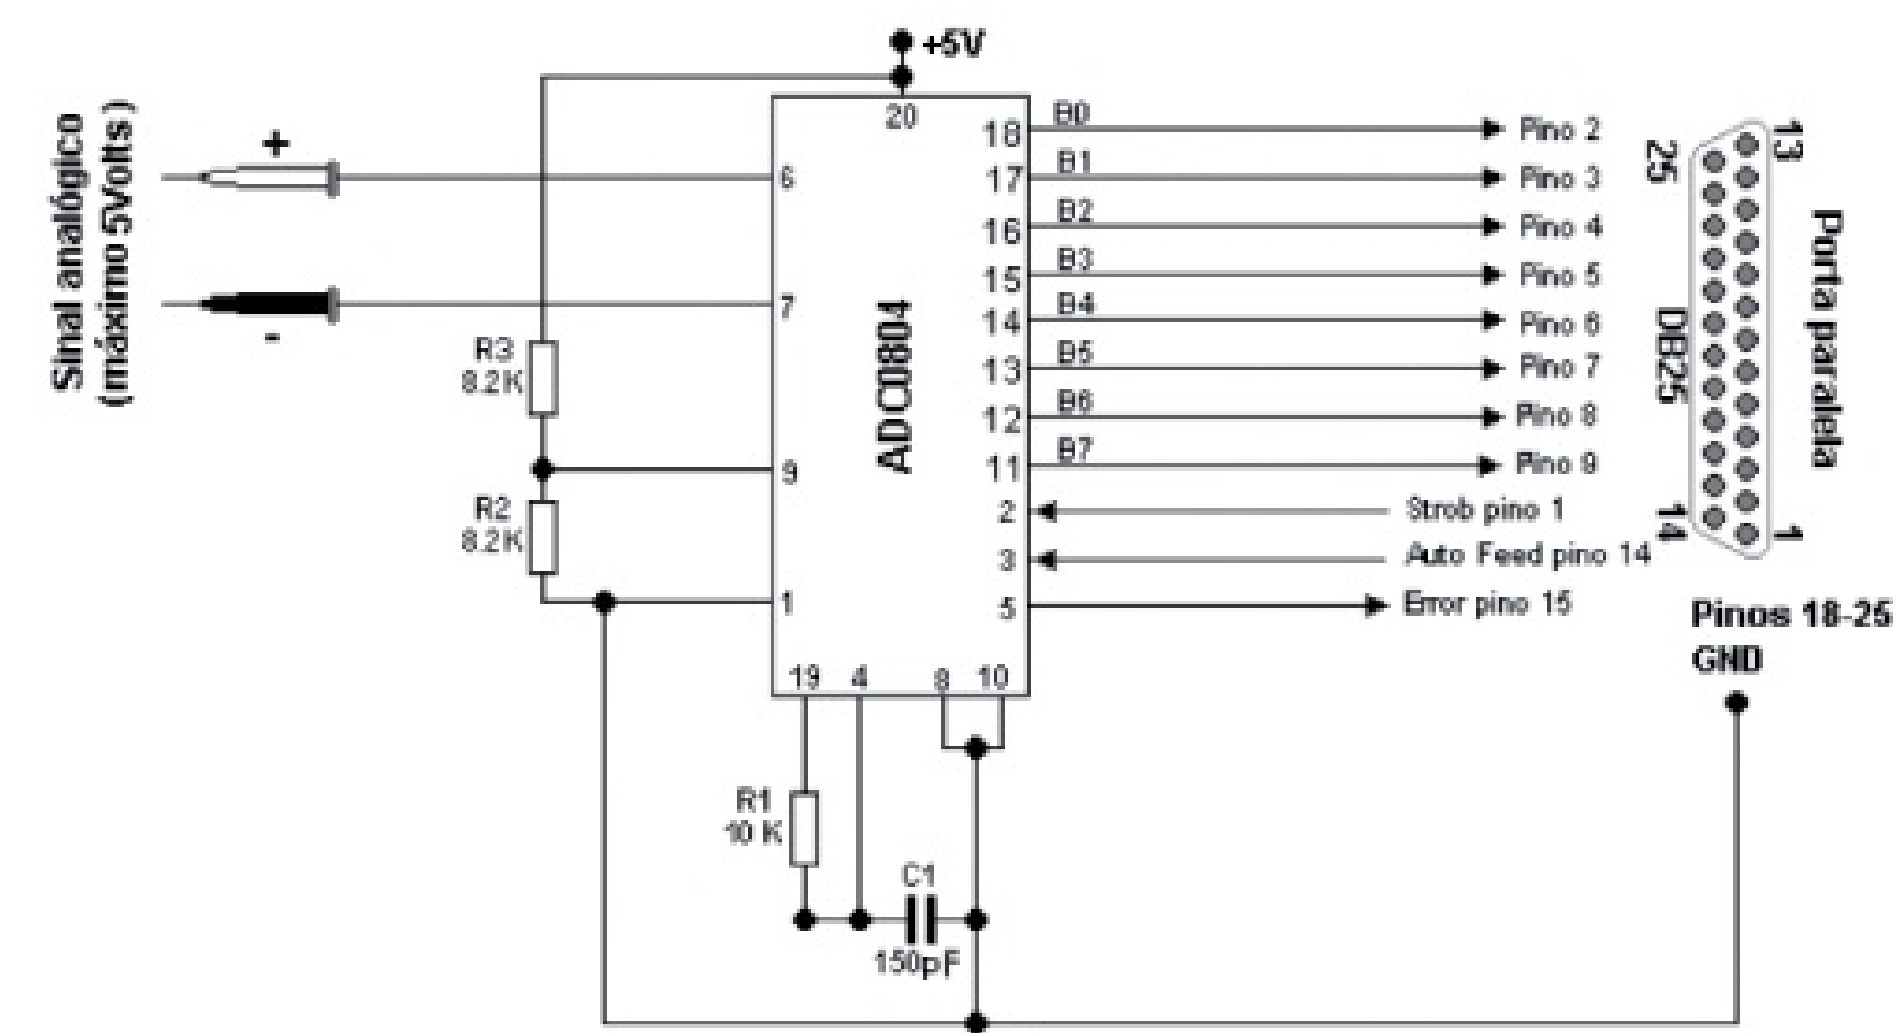 +5V
Sinal analógico
(máximo 5Volts)
+
-
20
6
7
9
1
19
4
8
10
18
17
16
15
14
13
12
11
2
3
5
ADC0804
B0
B1
B2
B3
B4
B5
B6
B7
Pino 2
Pino 3
Pino 4
Pino 5
Pino 6
Pino 7
Pino 8
Pino 9
Strob pino 1
Auto Feed pino 14
Error pino 15
R3
8.2K
R2
8.2K
R1
10 K
C1
150pF
13
25
DB25
14
1
Porta paralela
Pinos 18-25
GND